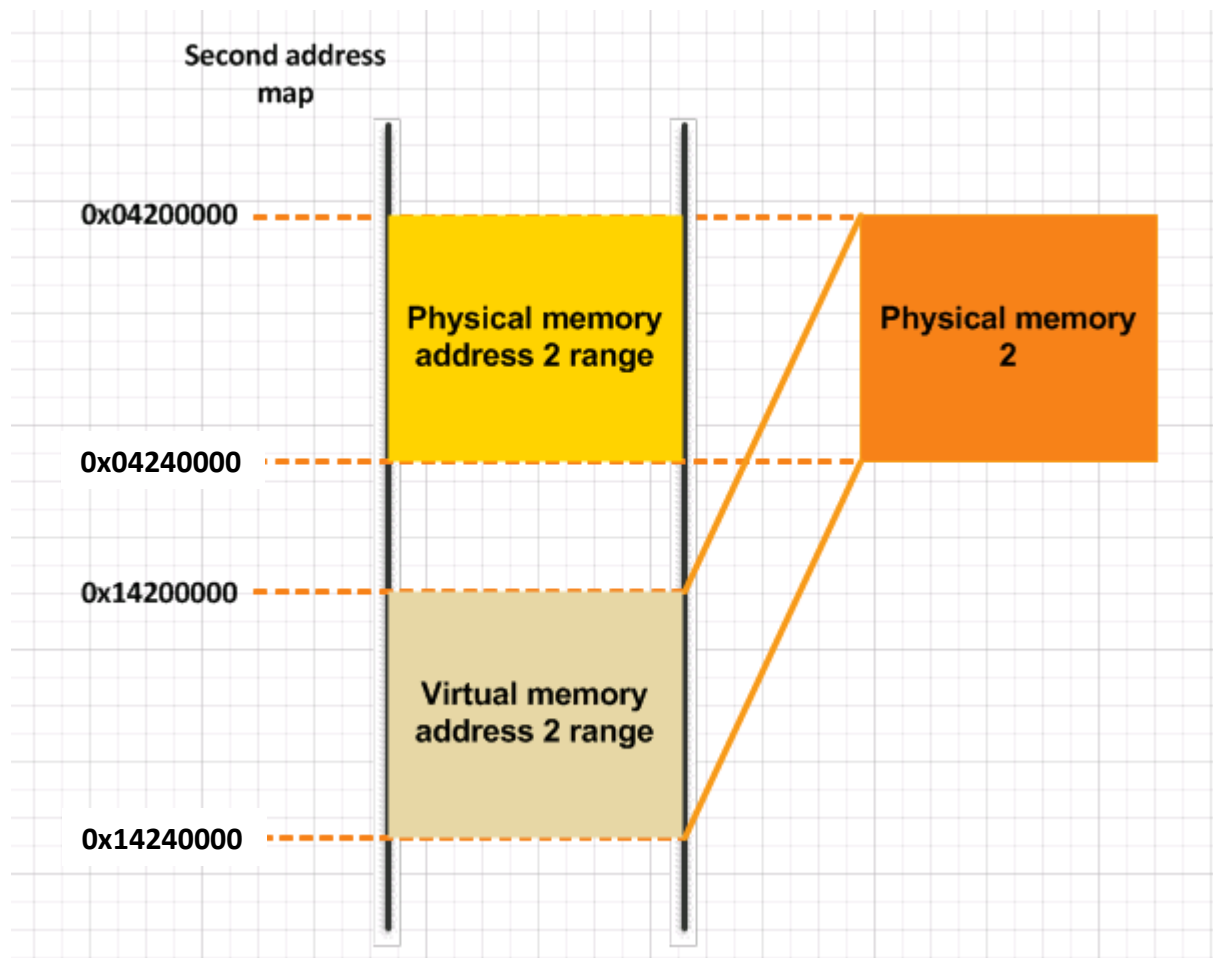 Second address
map
0x04200000
Physical memory
address 2 range
Physical memory
2
0x04240000
0x14200000
Virtual memory
address 2 range
0x14240000